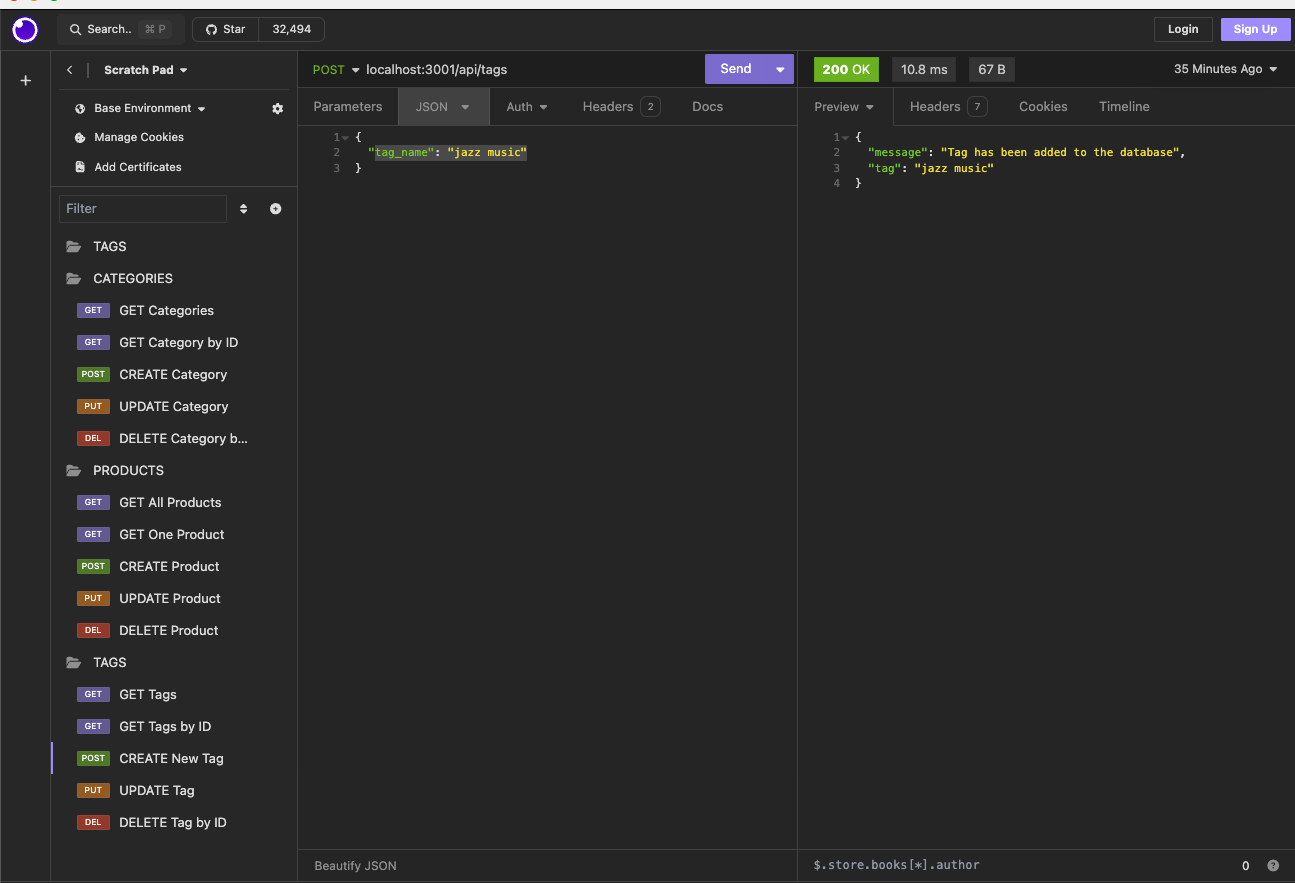 Search.. ⌘ P
Star 32,494
Login
Sign Up
Scratch Pad
Base Environment
Manage Cookies
Add Certificates
Filter
TAGS
CATEGORIES
GET GET Categories
GET GET Category by ID
POST CREATE Category
PUT UPDATE Category
DEL DELETE Category b...
PRODUCTS
GET GET All Products
GET GET One Product
POST CREATE Product
PUT UPDATE Product
DEL DELETE Product
TAGS
GET GET Tags
GET GET Tags by ID
POST CREATE New Tag
PUT UPDATE Tag
DEL DELETE Tag by ID
POST localhost:3001/api/tags
Send
Parameters JSON Auth Headers 2 Docs
1 {
2 "tag_name": "jazz music"
3 }
Beautify JSON
200 OK 10.8 ms 67 B 35 Minutes Ago
Preview Headers 7 Cookies Timeline
1 {
2 "message": "Tag has been added to the database",
3 "tag": "jazz music"
4 }
$.store.books[*].author 0 ?